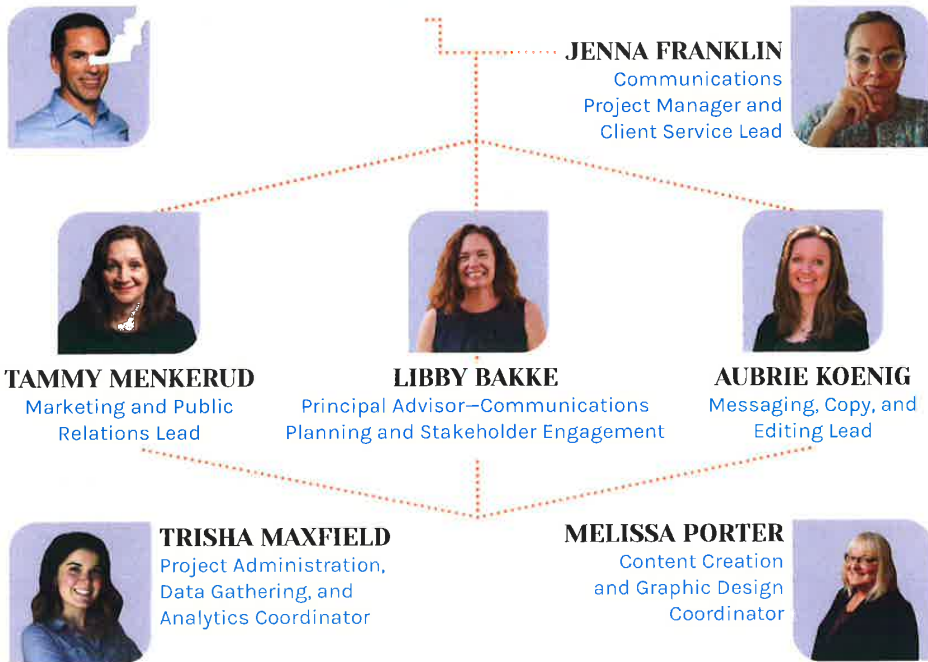 JENNA FRANKLIN
Communications
Project Manager and
Client Service Lead
TAMMY MENKERUD
Marketing and Public
Relations Lead
LIBBY BAKKE
Principal Advisor—Communications
Planning and Stakeholder Engagement
AUBRIE KOENIG
Messaging, Copy, and
Editing Lead
TRISHA MAXFIELD
Project Administration,
Data Gathering, and
Analytics Coordinator
MELISSA PORTER
Content Creation
and Graphic Design
Coordinator